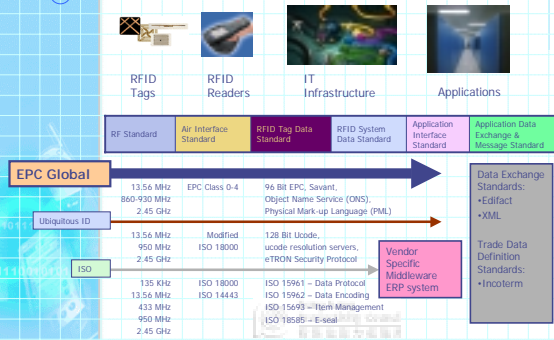 RFID
Tags
RFID
Readers
IT
Infrastructure
Applications
RF Standard
Air Interface
Standard
RFID Tag Data
Standard
RFID System
Data Standard
Application
Interface
Standard
Application Data
Exchange &
Message Standard
EPC Global
13.56 MHz EPC Class 0-4 96 Bit EPC, Savant,
860-930 MHz Object Name Service (ONS),
2.45 GHz Physical Mark-up Language (PML)
Ubiquitous ID
13.56 MHz Modified 128 Bit Ucode,
950 MHz ISO 18000 ucode resolution servers,
2.45 GHz eTRON Security Protocol
ISO
135 KHz ISO 18000 ISO 15961 – Data Protocol
13.56 MHz ISO 14443 ISO 15962 – Data Encoding
433 MHz ISO 15693 – Item Management
950 MHz ISO 18585 – E-seal
2.45 GHz
Vendor
Specific
Middleware
ERP system
Data Exchange
Standards:
•Edifact
•XML
Trade Data
Definition
Standards:
•Incoterm